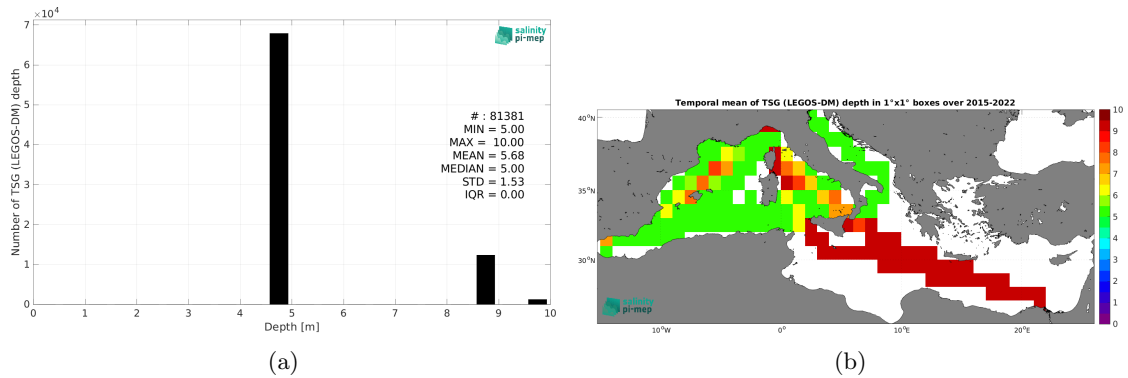 ×10⁴
7
6
5
4
3
2
1
0
Number of TSG (LEGOS-DM) depth
salinity
pi-mep
# : 81381
MIN = 5.00
MAX = 10.00
MEAN = 5.68
MEDIAN = 5.00
STD = 1.53
IQR = 0.00
0 1 2 3 4 5 6 7 8 9 10
Depth [m]
(a)
Temporal mean of TSG (LEGOS-DM) depth in 1°x1° boxes over 2015-2022
40°N
35°N
30°N
10°W 0° 10°E 20°E
salinity
pi-mep
10
9
8
7
6
5
4
3
2
1
0
(b)